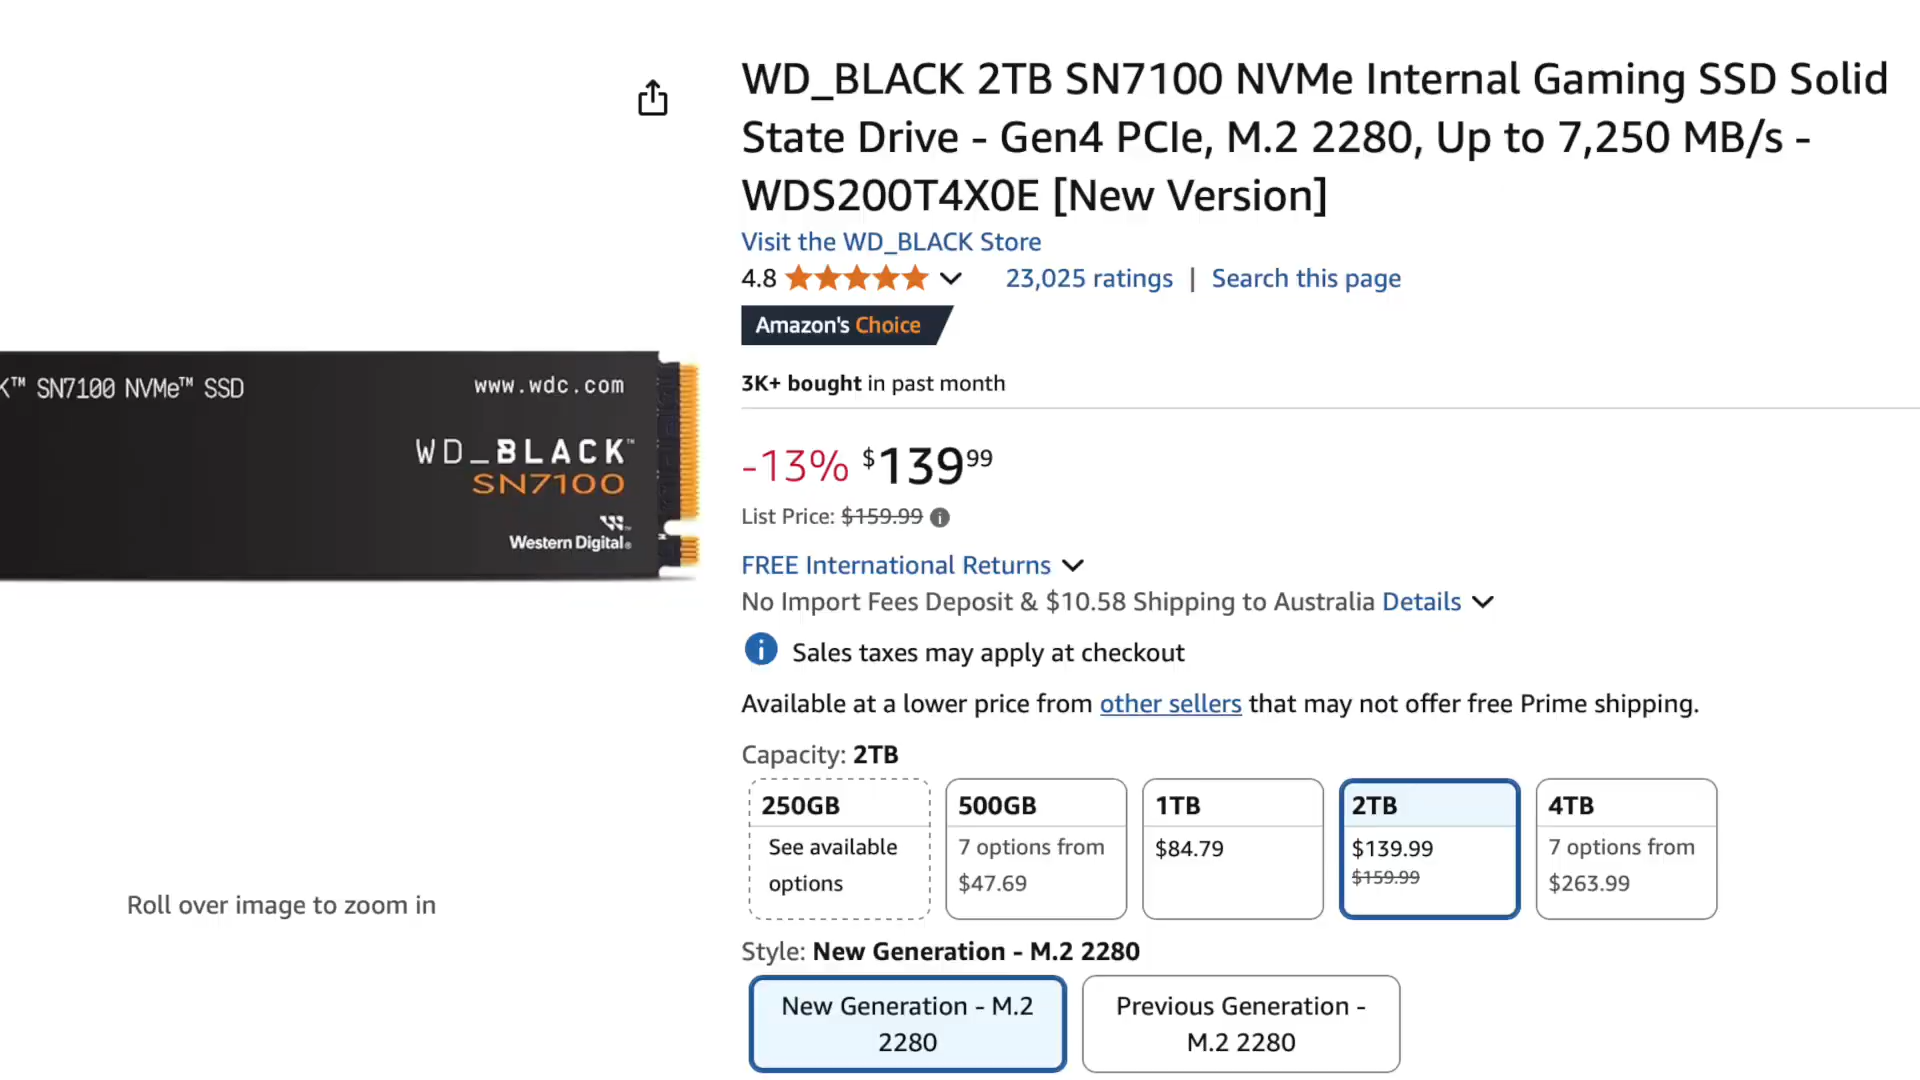 WD_BLACK 2TB SN7100 NVMe Internal Gaming SSD Solid
State Drive - Gen4 PCIe, M.2 2280, Up to 7,250 MB/s -
WDS200T4X0E [New Version]
Visit the WD_BLACK Store
4.8
23,025 ratings | Search this page
Amazon's Choice
3K+ bought in past month
K™ SN7100 NVMe™ SSD
www.wdc.com
WD_BLACK™
SN7100
Western Digital®
-13% $139.99
List Price: $159.99
FREE International Returns
No Import Fees Deposit & $10.58 Shipping to Australia Details
Sales taxes may apply at checkout
Available at a lower price from other sellers that may not offer free Prime shipping.
Capacity: 2TB
250GB
See available
options
500GB
7 options from
$47.69
1TB
$84.79
2TB
$139.99
$159.99
4TB
7 options from
$263.99
Roll over image to zoom in
Style: New Generation - M.2 2280
New Generation - M.2
2280
Previous Generation -
M.2 2280